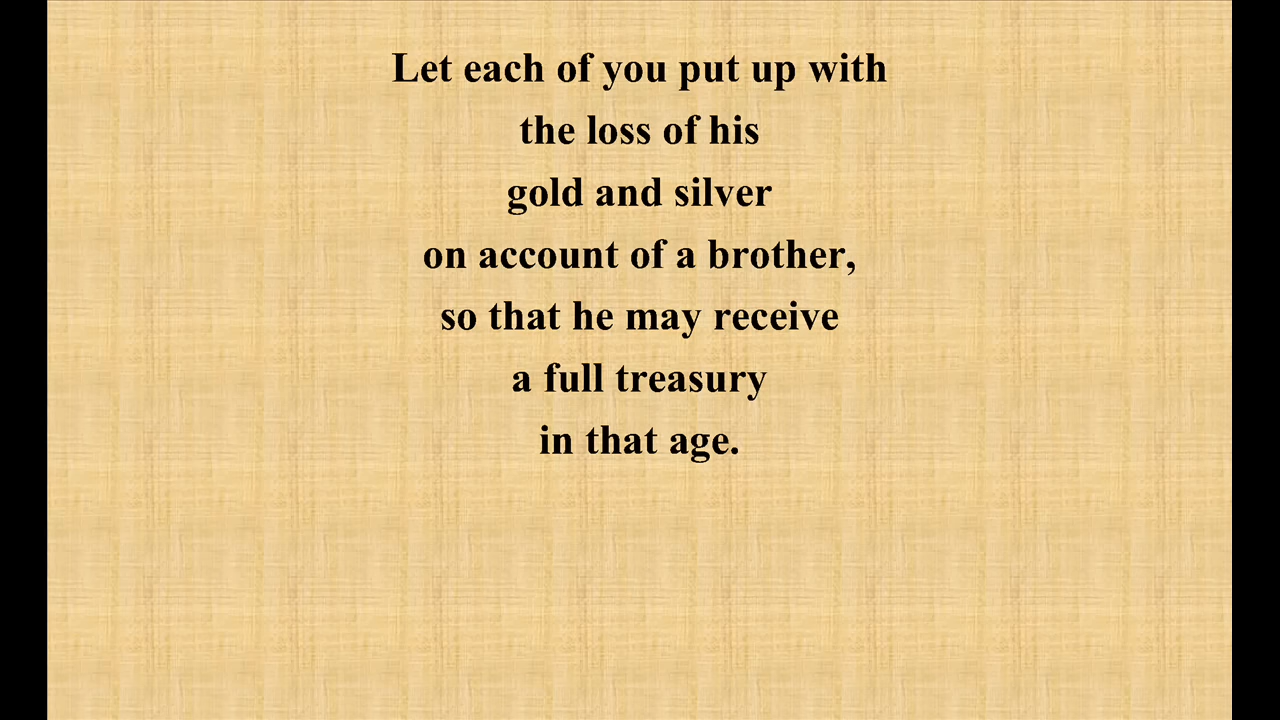 Let each of you put up with
the loss of his
gold and silver
on account of a brother,
so that he may receive
a full treasury
in that age.